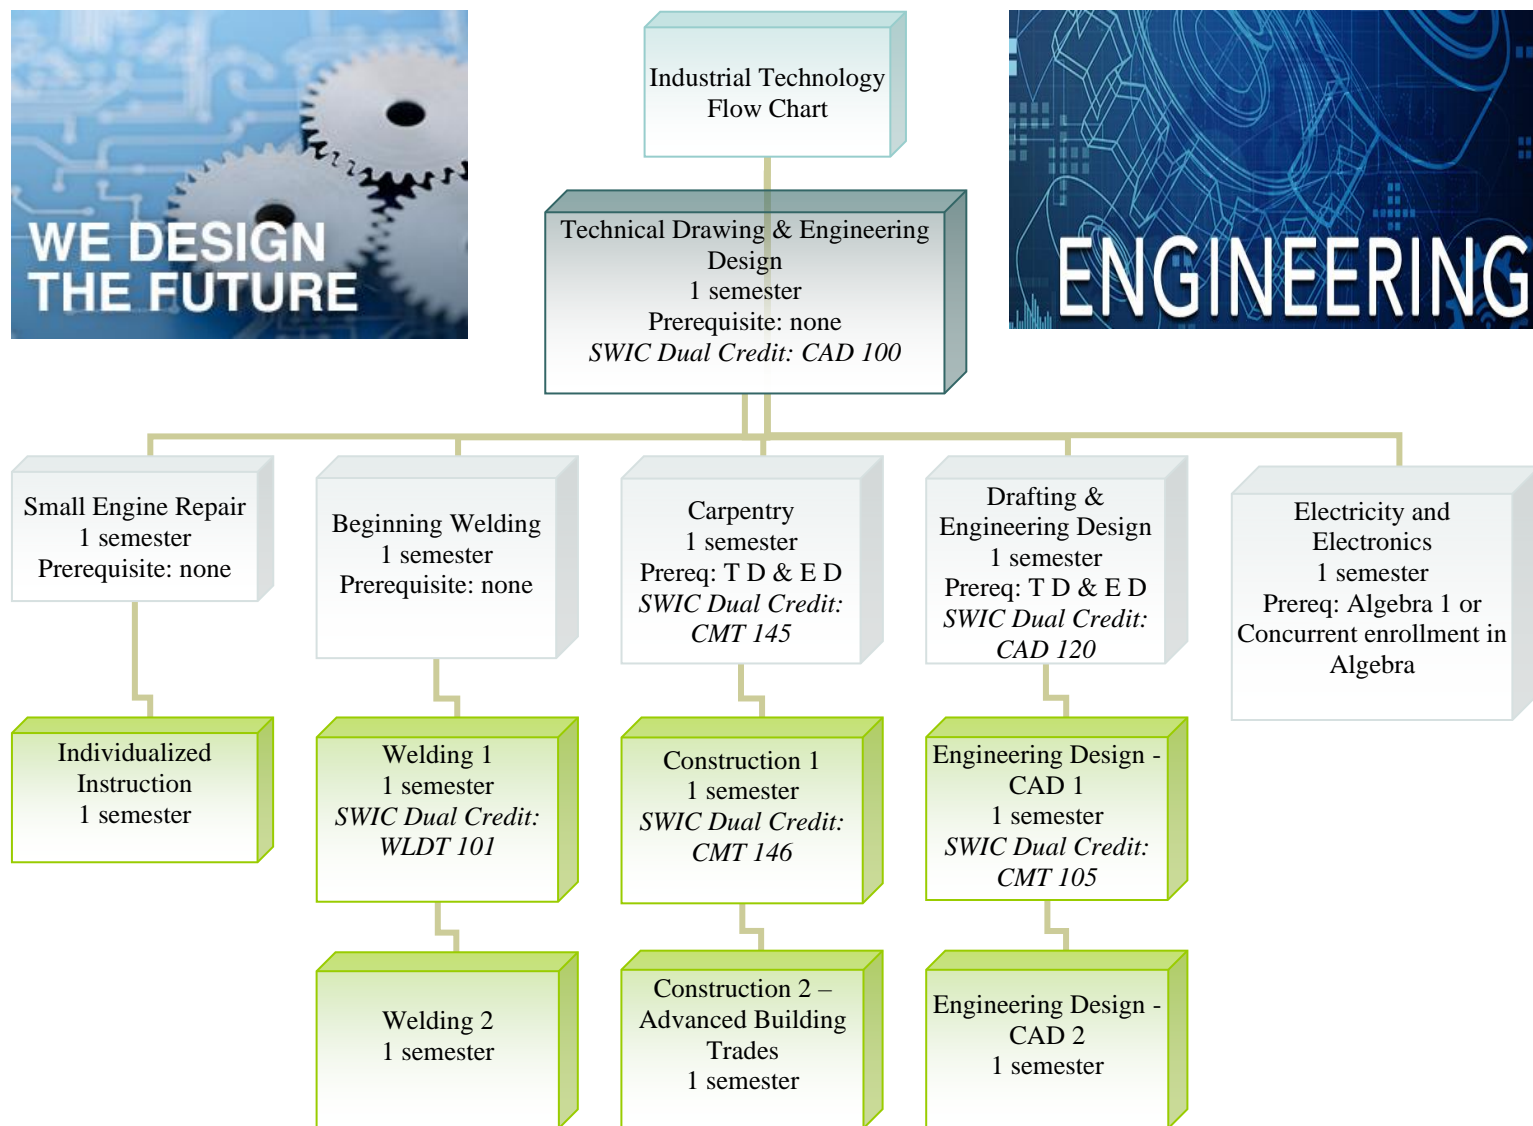 WE DESIGN
THE FUTURE
Industrial Technology
Flow Chart
ENGINEERING
Technical Drawing & Engineering
Design
1 semester
Prerequisite: none
SWIC Dual Credit: CAD 100
Small Engine Repair
1 semester
Prerequisite: none
Beginning Welding
1 semester
Prerequisite: none
Carpentry
1 semester
Prereq: T D & E D
SWIC Dual Credit:
CMT 145
Drafting &
Engineering Design
1 semester
Prereq: T D & E D
SWIC Dual Credit:
CAD 120
Electricity and
Electronics
1 semester
Prereq: Algebra 1 or
Concurrent enrollment in
Algebra
Individualized
Instruction
1 semester
Welding 1
1 semester
SWIC Dual Credit:
WLDT 101
Construction 1
1 semester
SWIC Dual Credit:
CMT 146
Engineering Design -
CAD 1
1 semester
SWIC Dual Credit:
CMT 105
Welding 2
1 semester
Construction 2 –
Advanced Building
Trades
1 semester
Engineering Design -
CAD 2
1 semester